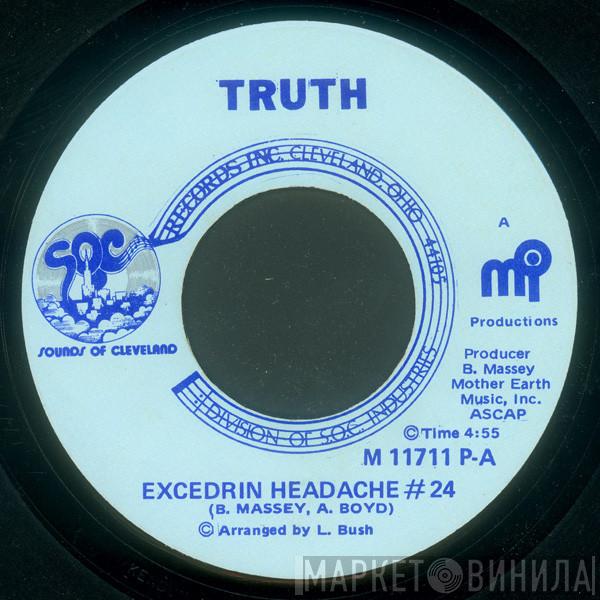 TRUTH
RECORDS INC. CLEVELAND, OHIO 44105
DIVISION OF S.O.C. INDUSTRIES
SOC
SOUNDS OF CLEVELAND
A
mp
Productions
Producer
B. Massey
Mother Earth
Music, Inc.
ASCAP
©Time 4:55
M 11711 P-A
EXCEDRIN HEADACHE #24
(B. MASSEY, A. BOYD)
© Arranged by L. Bush
МАРКЕТ ВИНИЛА